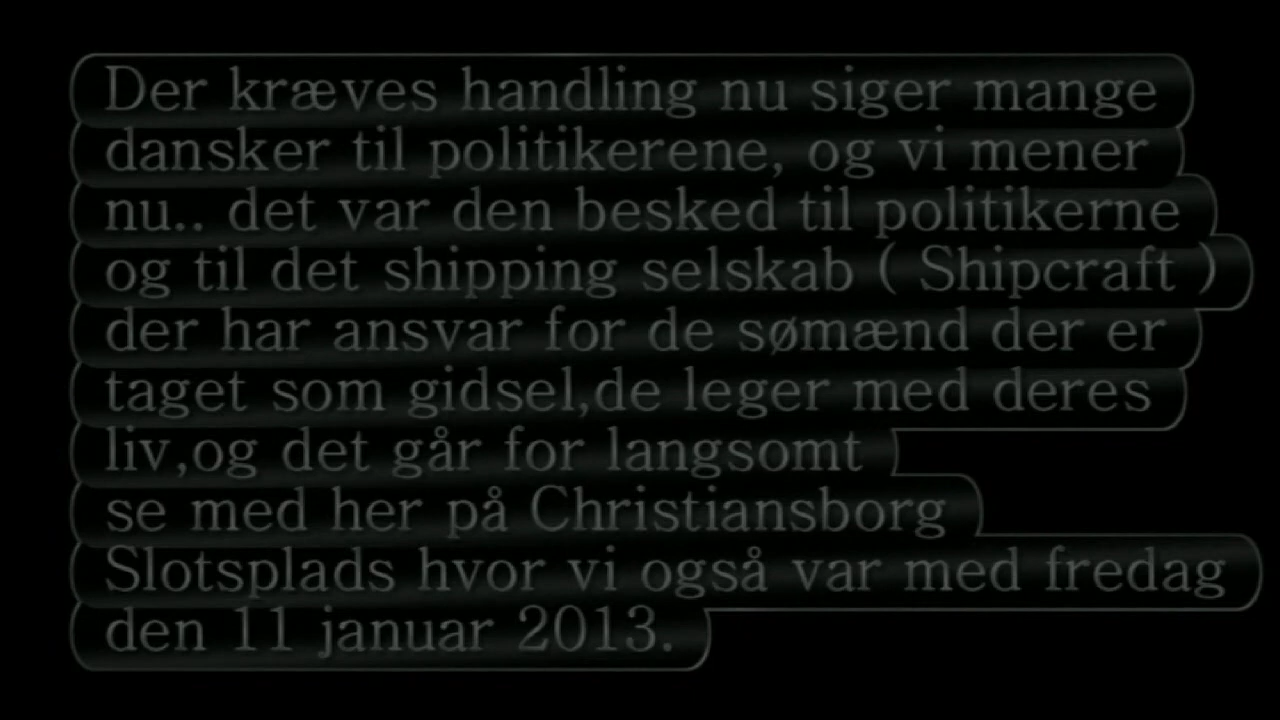 Der kræves handling nu siger mange
dansker til politikerene, og vi mener
nu.. det var den besked til politikerne
og til det shipping selskab ( Shipcraft )
der har ansvar for de sømænd der er
taget som gidsel,de leger med deres
liv,og det går for langsomt
se med her på Christiansborg
Slotsplads hvor vi også var med fredag
den 11 januar 2013.